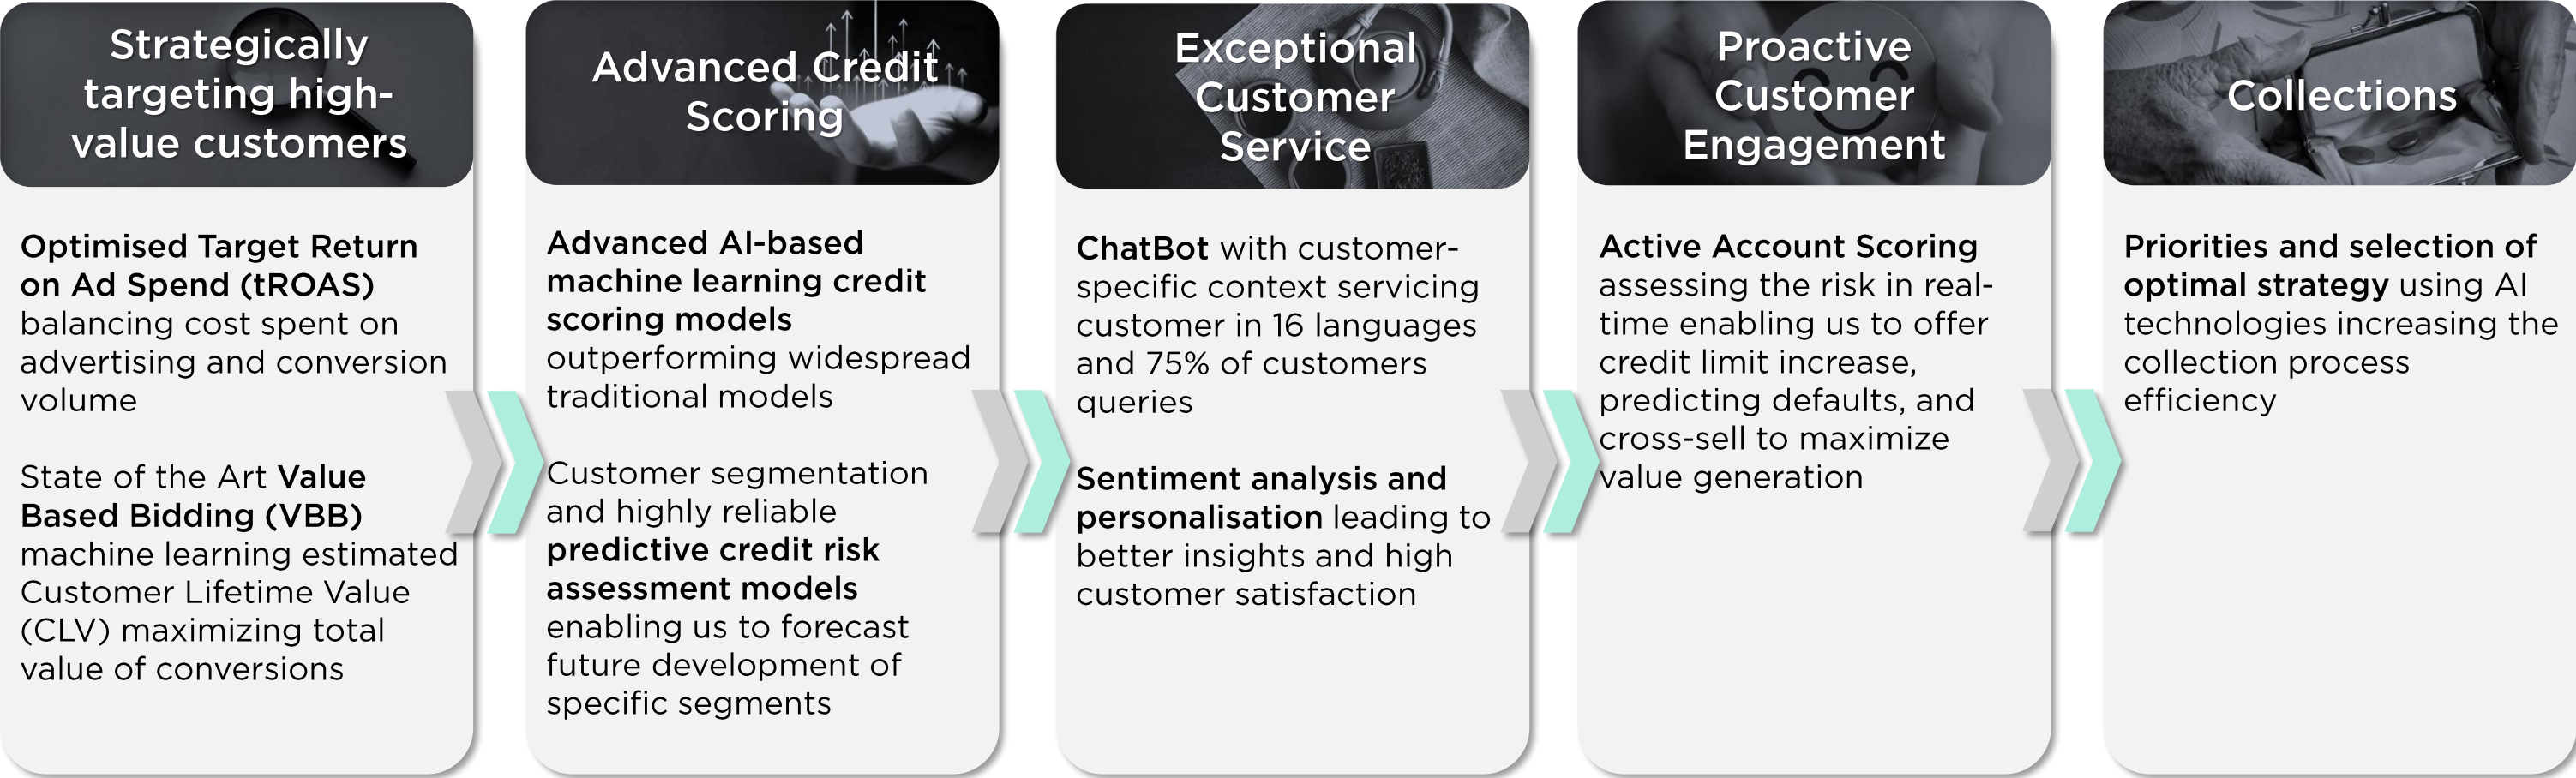 Strategically
targeting high-
value customers
Optimised Target Return
on Ad Spend (tROAS)
balancing cost spent on
advertising and conversion
volume
State of the Art Value
Based Bidding (VBB)
machine learning estimated
Customer Lifetime Value
(CLV) maximizing total
value of conversions
Advanced Credit
Scoring
Advanced AI-based
machine learning credit
scoring models
outperforming widespread
traditional models
Customer segmentation
and highly reliable
predictive credit risk
assessment models
enabling us to forecast
future development of
specific segments
Exceptional
Customer
Service
ChatBot with customer-
specific context servicing
customer in 16 languages
and 75% of customers
queries
Sentiment analysis and
personalisation leading to
better insights and high
customer satisfaction
Proactive
Customer
Engagement
Active Account Scoring
assessing the risk in real-
time enabling us to offer
credit limit increase,
predicting defaults, and
cross-sell to maximize
value generation
Collections
Priorities and selection of
optimal strategy using AI
technologies increasing the
collection process
efficiency